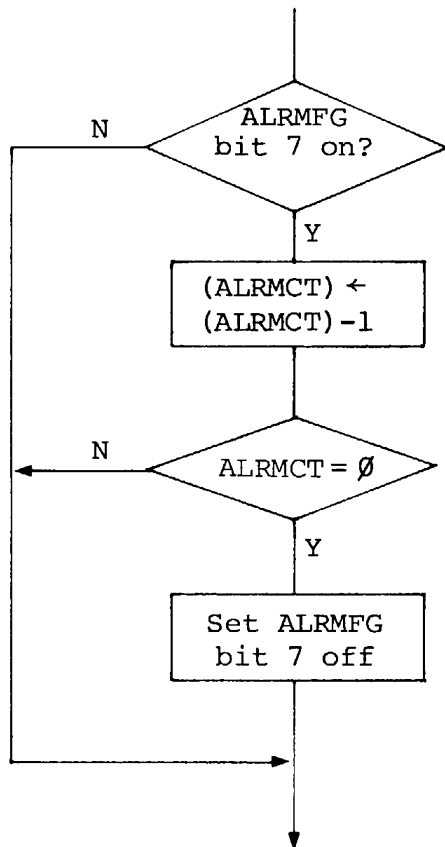 ALRMFG
bit 7 on?
N
Y
(ALRMCT) ←
(ALRMCT)-1
N
ALRMCT = Ø
Y
Set ALRMFG
bit 7 off